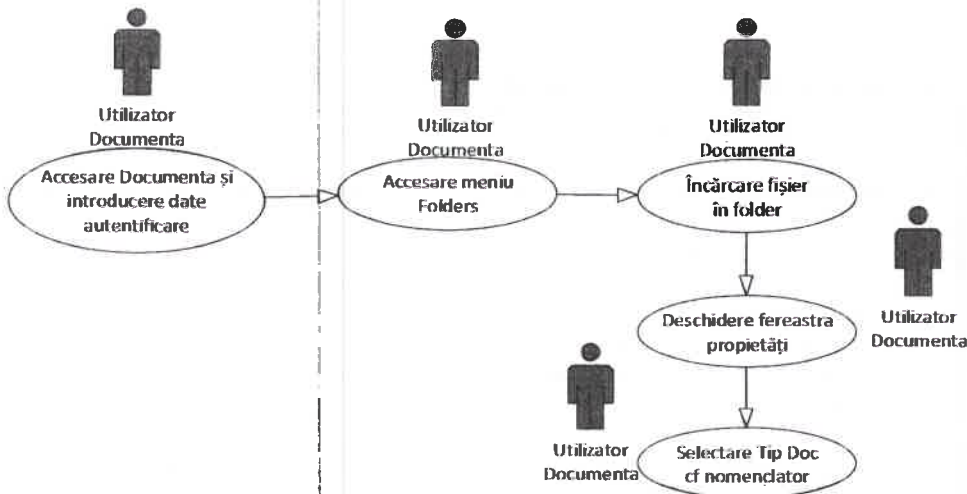 Utilizator
Documenta
Accesare Documenta și
introducere date
autentificare
Utilizator
Documenta
Accesare meniu
Folders
Utilizator
Documenta
Încărcare fișier
în folder
Deschidere fereastra
propietăți
Utilizator
Documenta
Utilizator
Documenta
Selectare Tip Doc
cf nomenclator